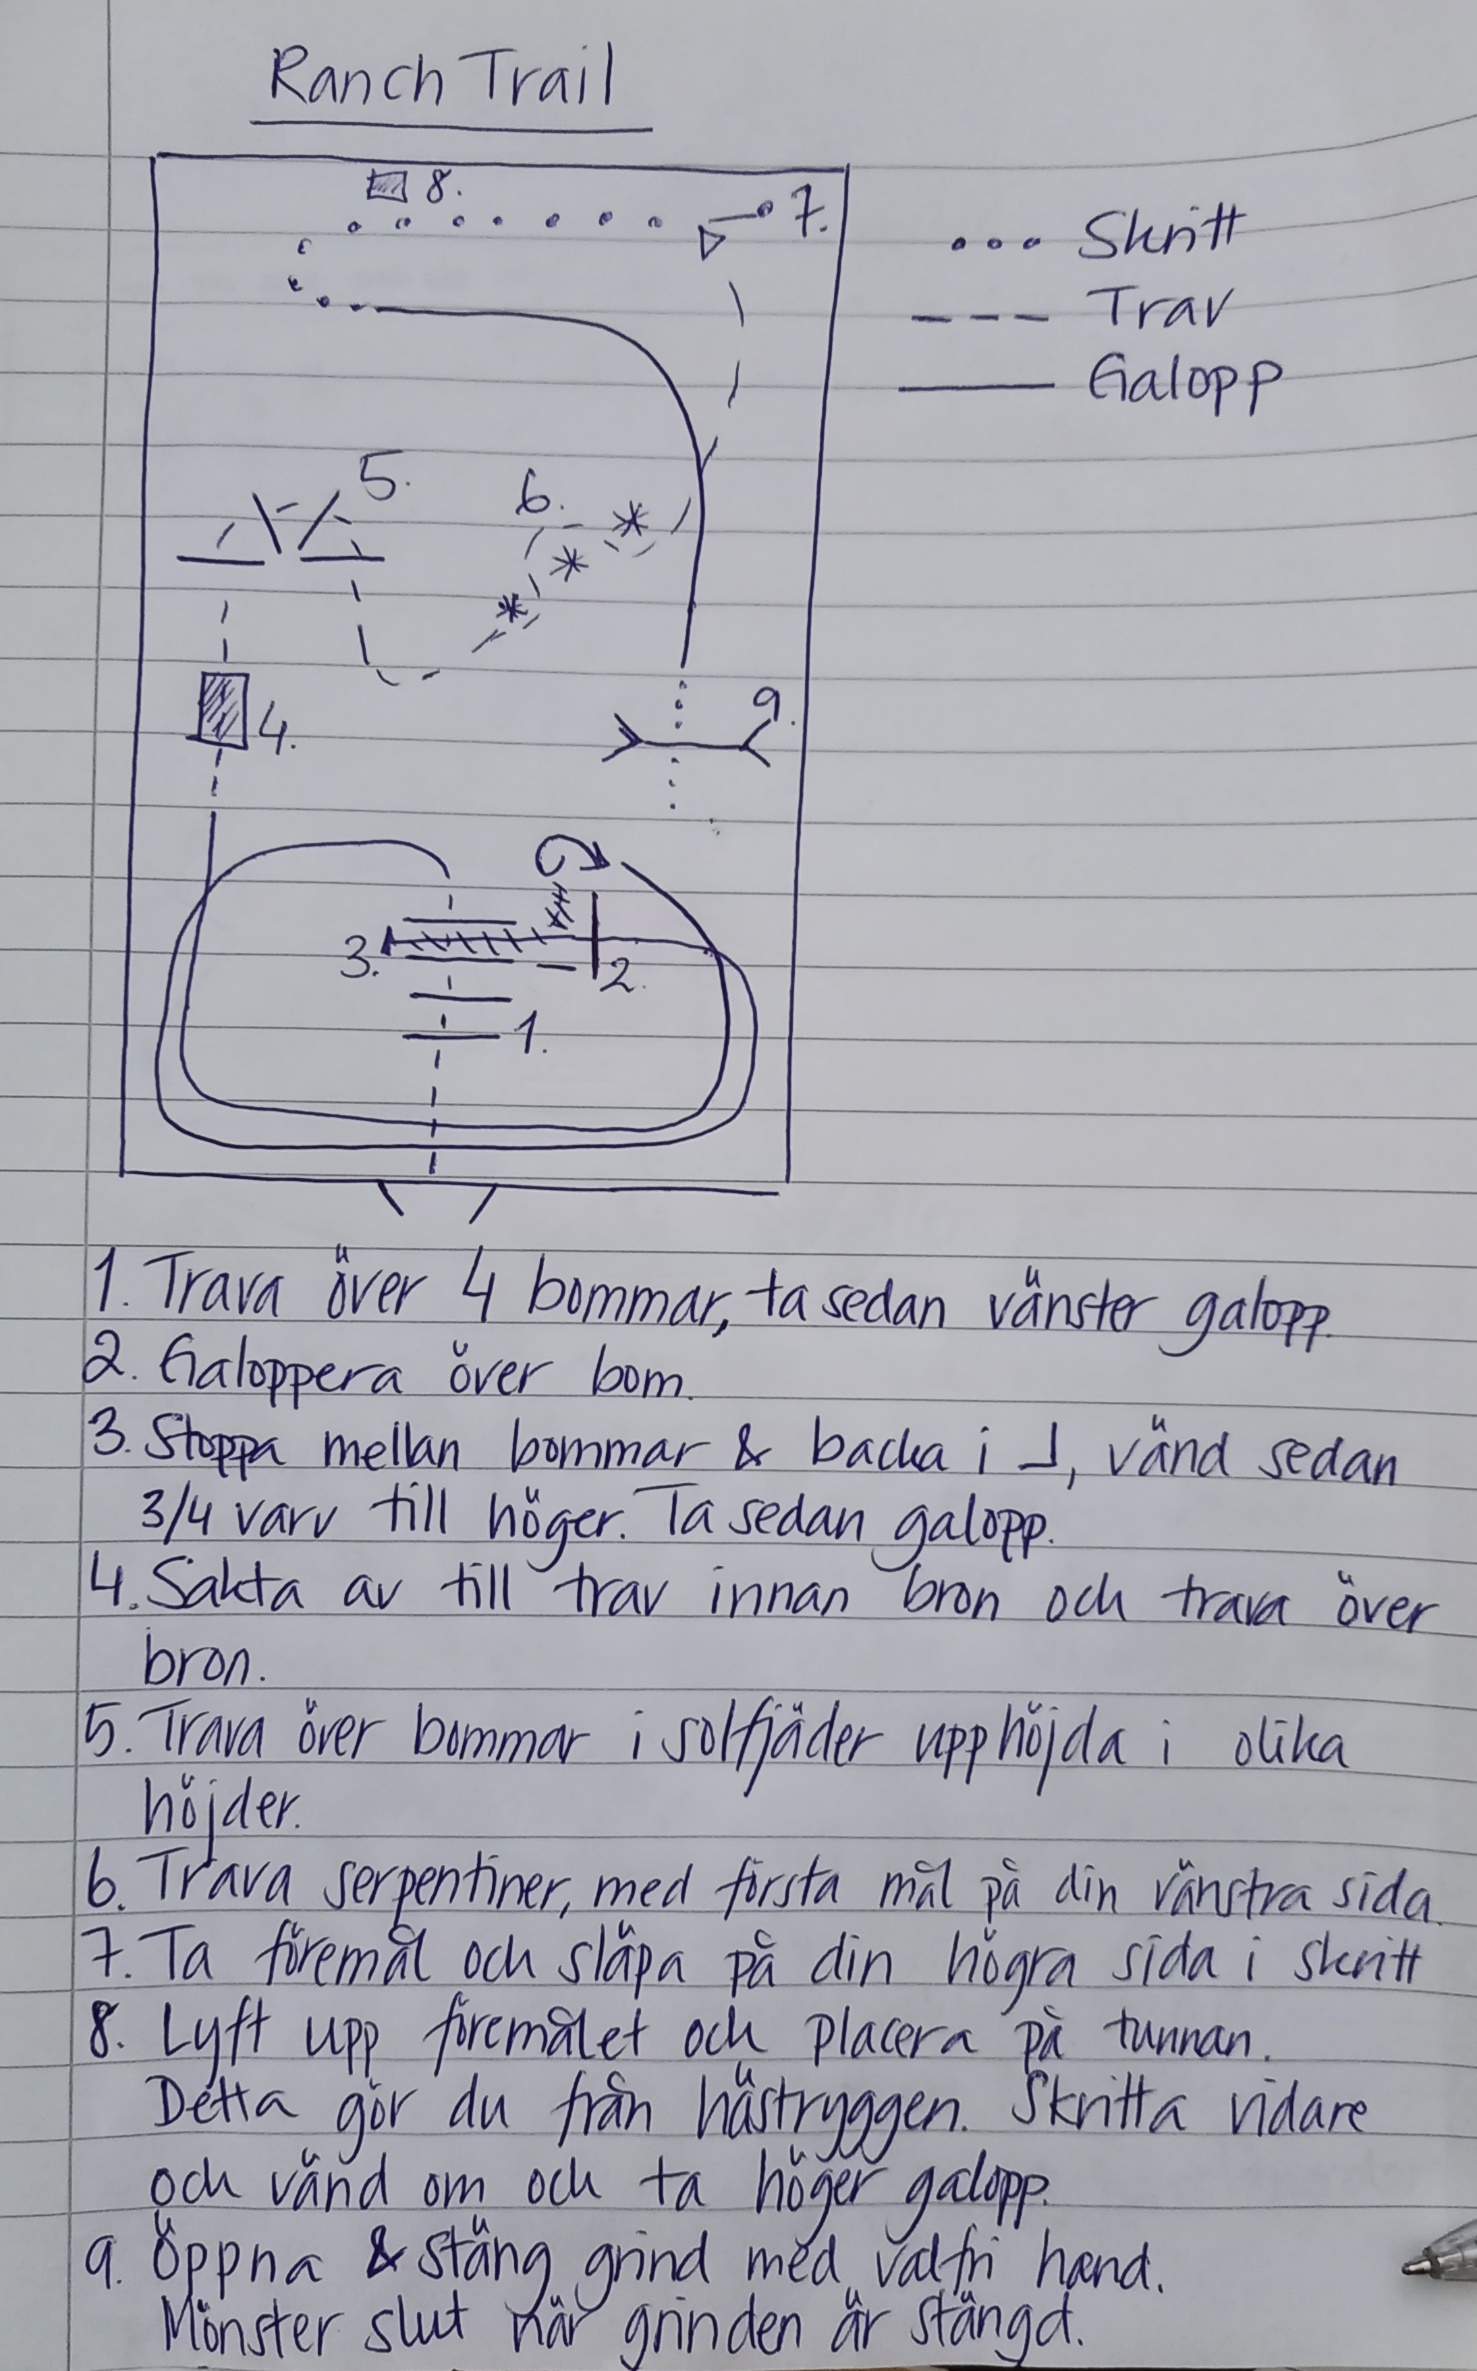 Ranch Trail
8.
7.
... Skritt
--- Trav
— Galopp
5.
6.
9.
4.
3.
2.
1.
1. Trava över 4 bommar, ta sedan vänster galopp.
2. Galoppera över bom.
3. Stoppa mellan bommar & backa i ⅃, vänd sedan
3/4 varv till höger. Ta sedan galopp.
4. Sakta av till trav innan bron och trava över
bron.
5. Trava över bommar i solfjäder upphöjda i olika
höjder.
6. Trava serpentiner, med första mål på din vänstra sida.
7. Ta föremål och släpa på din högra sida i skritt
8. Lyft upp föremålet och placera på tunnan.
Detta gör du från hästryggen. Skritta vidare
och vänd om och ta höger galopp.
9. Öppna & stäng grind med valfri hand.
Mönster slut när grinden är stängd.